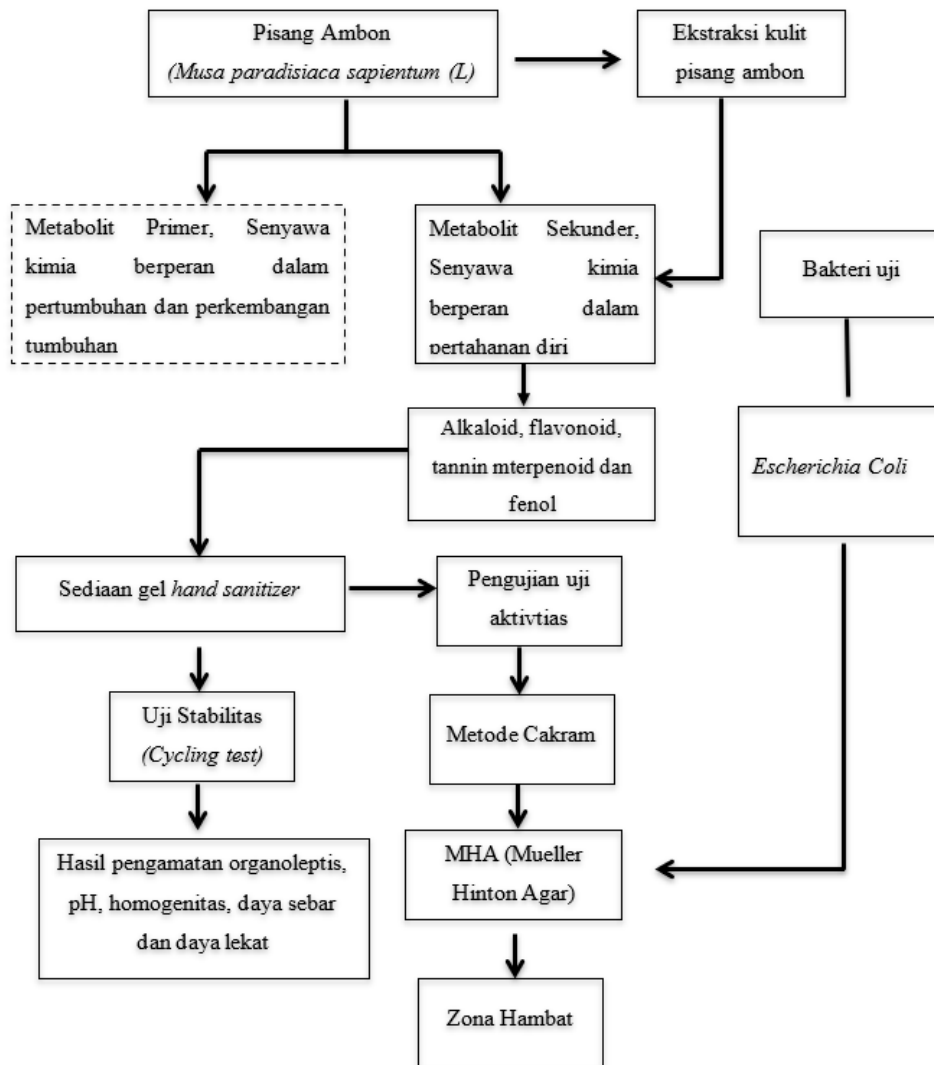 Pisang Ambon
(Musa paradisiaca sapientum (L)
Ekstraksi kulit
pisang ambon
Metabolit Primer, Senyawa
kimia berperan dalam
pertumbuhan dan perkembangan
tumbuhan
Metabolit Sekunder,
Senyawa kimia
berperan dalam
pertahanan diri
Bakteri uji
Alkaloid, flavonoid,
tannin mterpenoid dan
fenol
Escherichia Coli
Sediaan gel hand sanitizer
Pengujian uji
aktivtias
Uji Stabilitas
(Cycling test)
Metode Cakram
Hasil pengamatan organoleptis,
pH, homogenitas, daya sebar
dan daya lekat
MHA (Mueller
Hinton Agar)
Zona Hambat